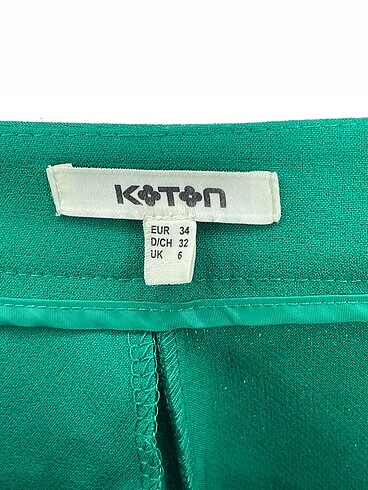 KOTON
EUR 34
D/CH 32
UK 6